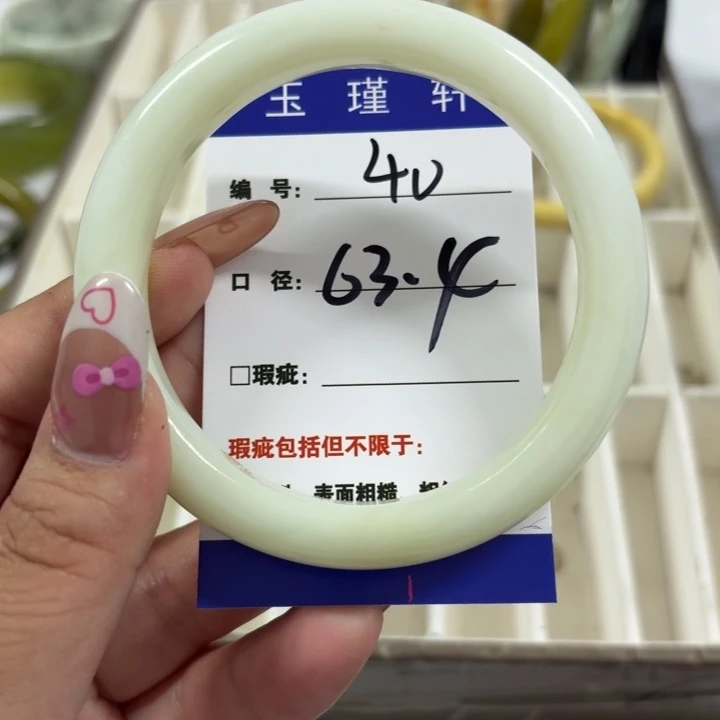 玉瑾轩
编 号: 40
口 径: 63.4
□瑕疵:
瑕疵包括但不限于:
表面粗糙